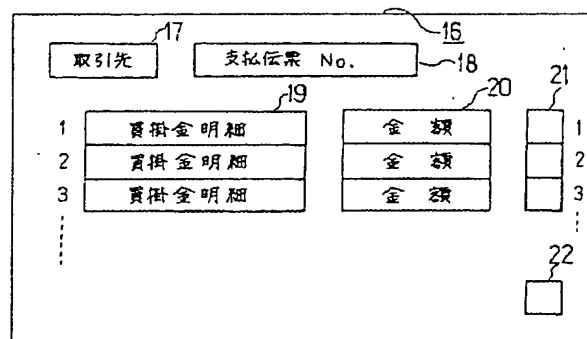 17 16
取引先 支払伝票 No. 18
19 20 21
1 買掛金明細 金額 1
2 買掛金明細 金額 2
3 買掛金明細 金額 3
22